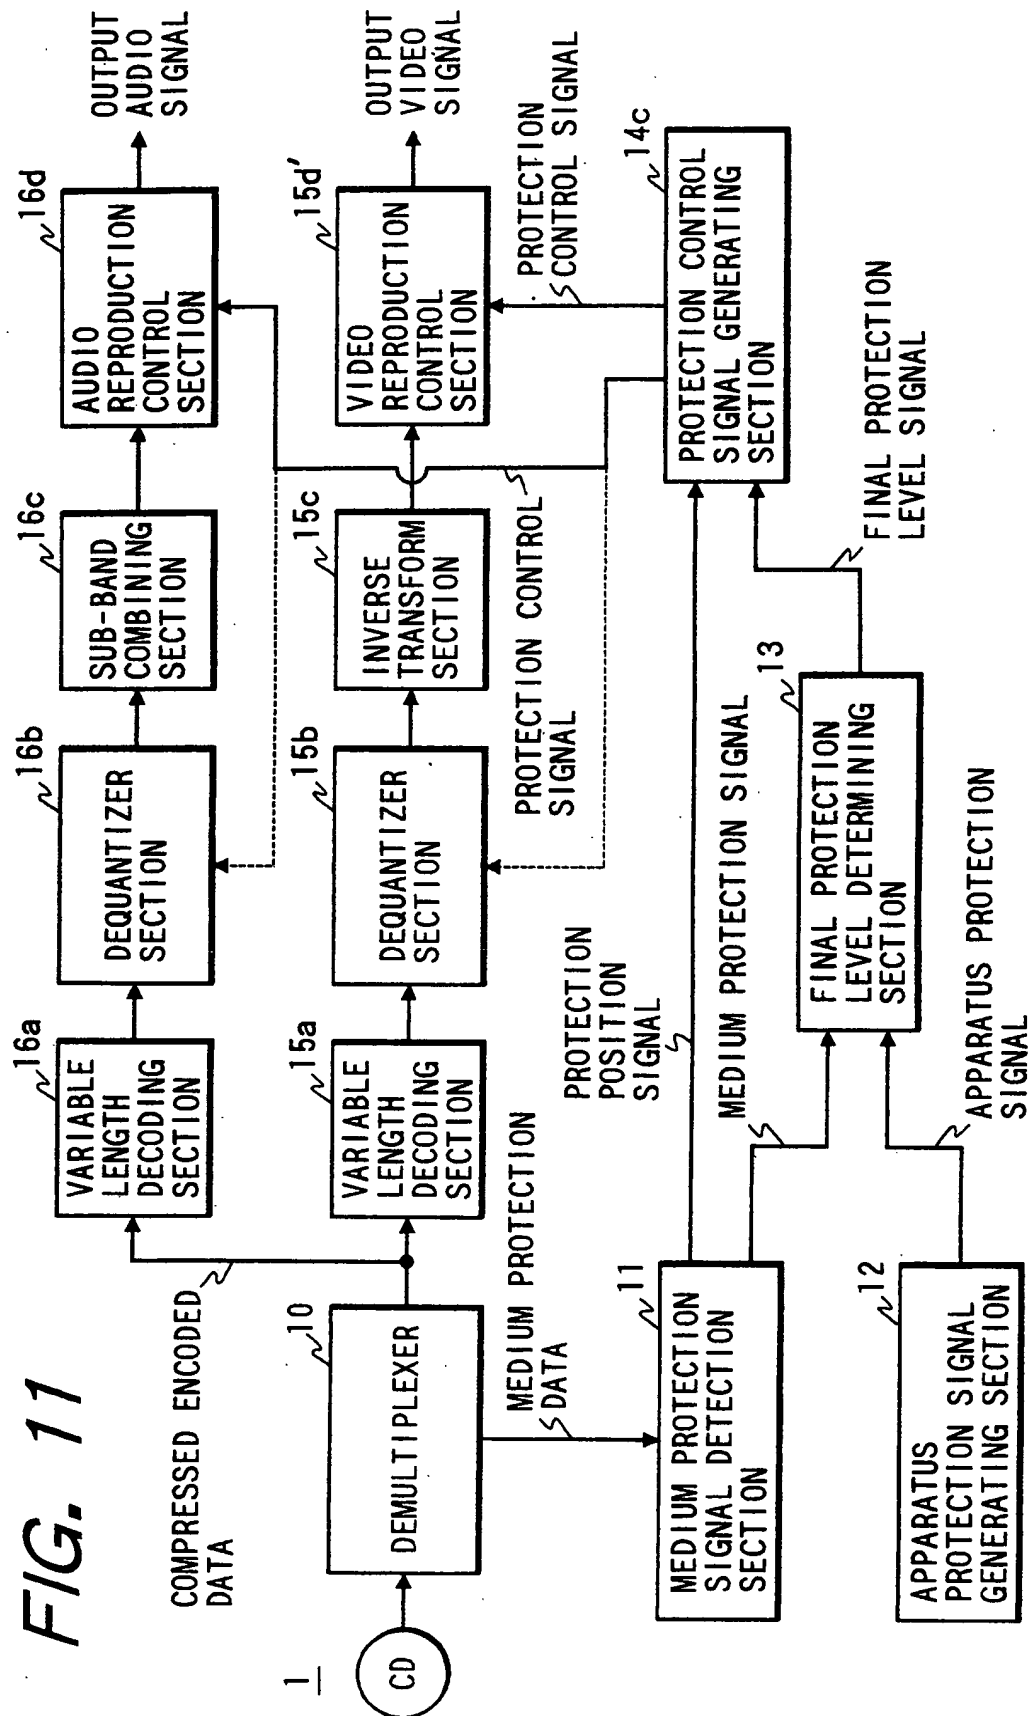 FIG. 11
1
CD
COMPRESSED ENCODED
DATA
10
DEMULTIPLEXER
MEDIUM PROTECTION
DATA
16a
VARIABLE
LENGTH
DECODING
SECTION
16b
DEQUANTIZER
SECTION
16c
SUB-BAND
COMBINING
SECTION
16d
AUDIO
REPRODUCTION
CONTROL
SECTION
OUTPUT
AUDIO
SIGNAL
15a
VARIABLE
LENGTH
DECODING
SECTION
15b
DEQUANTIZER
SECTION
15c
INVERSE
TRANSFORM
SECTION
15d'
VIDEO
REPRODUCTION
CONTROL
SECTION
OUTPUT
VIDEO
SIGNAL
PROTECTION CONTROL
SIGNAL
PROTECTION
CONTROL SIGNAL
11
MEDIUM PROTECTION
SIGNAL DETECTION
SECTION
PROTECTION
POSITION
SIGNAL
14c
PROTECTION CONTROL
SIGNAL GENERATING
SECTION
MEDIUM PROTECTION SIGNAL
13
FINAL PROTECTION
LEVEL DETERMINING
SECTION
FINAL PROTECTION
LEVEL SIGNAL
12
APPARATUS
PROTECTION SIGNAL
GENERATING SECTION
APPARATUS PROTECTION
SIGNAL